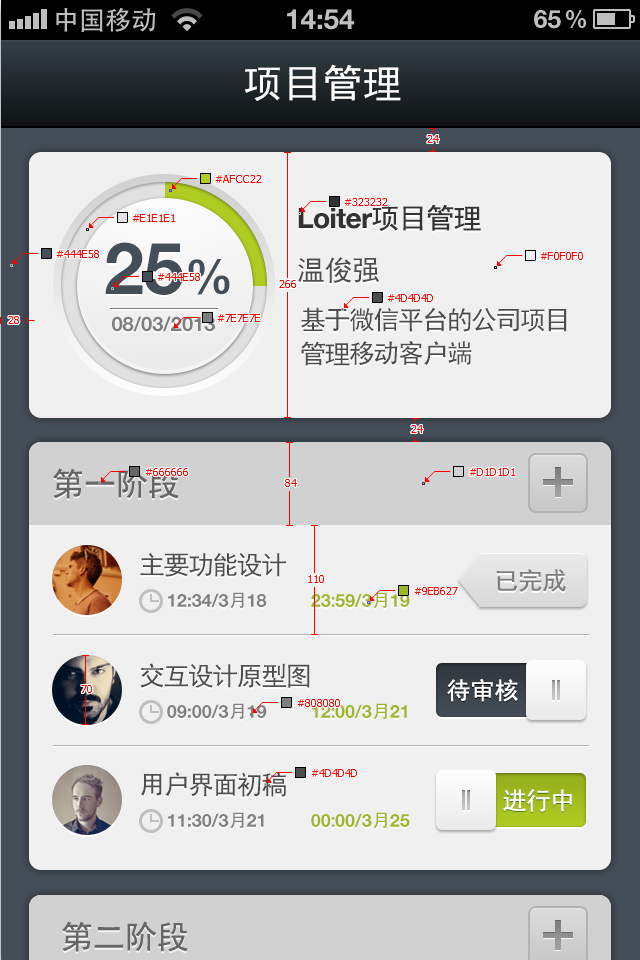 中国移动 14:54 65%
项目管理
24
#AFCC22
#E1E1E1
#323232
Loiter项目管理
#444E58
25%
#444E58
266
温俊强
#F0F0F0
#4D4D4D
28
08/03/2013
#7E7E7E
基于微信平台的公司项目
管理移动客户端
24
第一阶段
#666666
84
#D1D1D1
主要功能设计
110
已完成
12:34/3月18 23:59/3月19
#9EB627
70
交互设计原型图
待审核
#808080
09:00/3月19 12:00/3月21
用户界面初稿
#4D4D4D
进行中
11:30/3月21 00:00/3月25
第二阶段